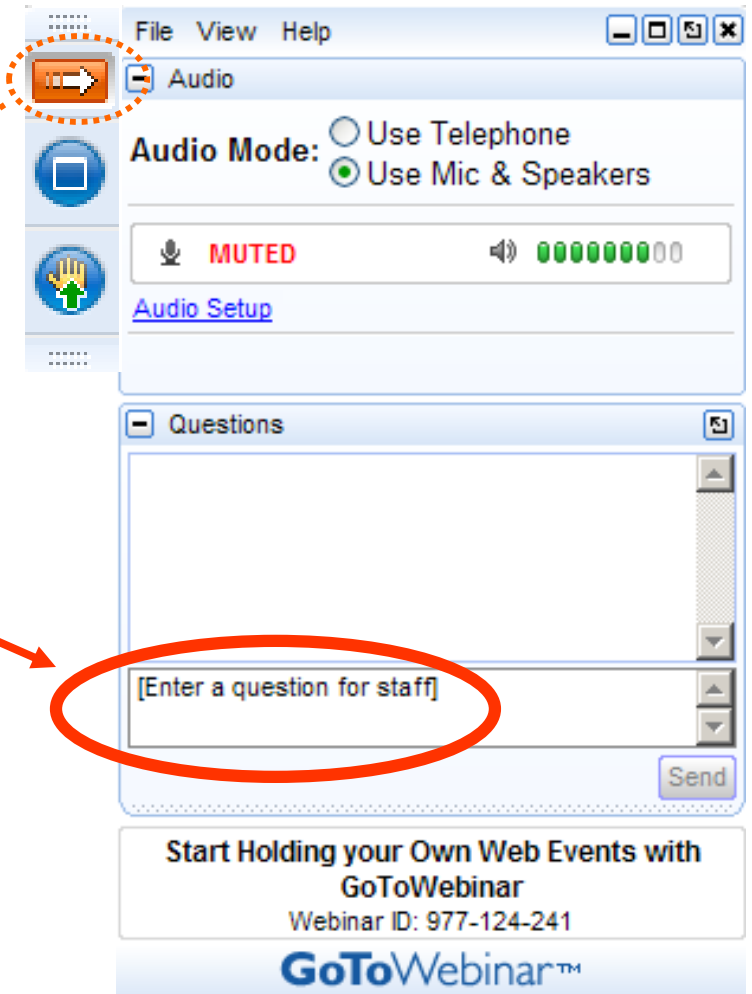 File View Help
Audio
Audio Mode:
Use Telephone
Use Mic & Speakers
MUTED
Audio Setup
Questions
[Enter a question for staff]
Send
Start Holding your Own Web Events with
GoToWebinar
Webinar ID: 977-124-241
GoToWebinar™